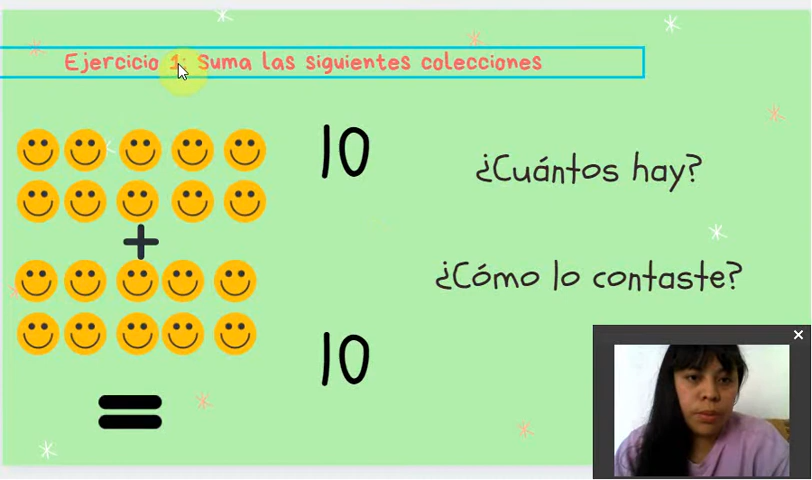 Ejercicio 1: Suma las siguientes colecciones
10
¿Cuántos hay?
+
¿Cómo lo contaste?
10
=